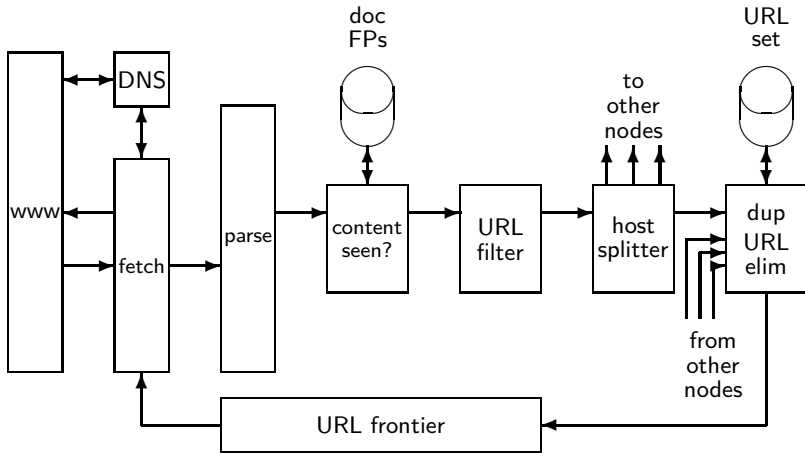 doc
FPs
URL
set
DNS
to
other
nodes
www
fetch
parse
content
seen?
URL
filter
host
splitter
dup
URL
elim
from
other
nodes
URL frontier